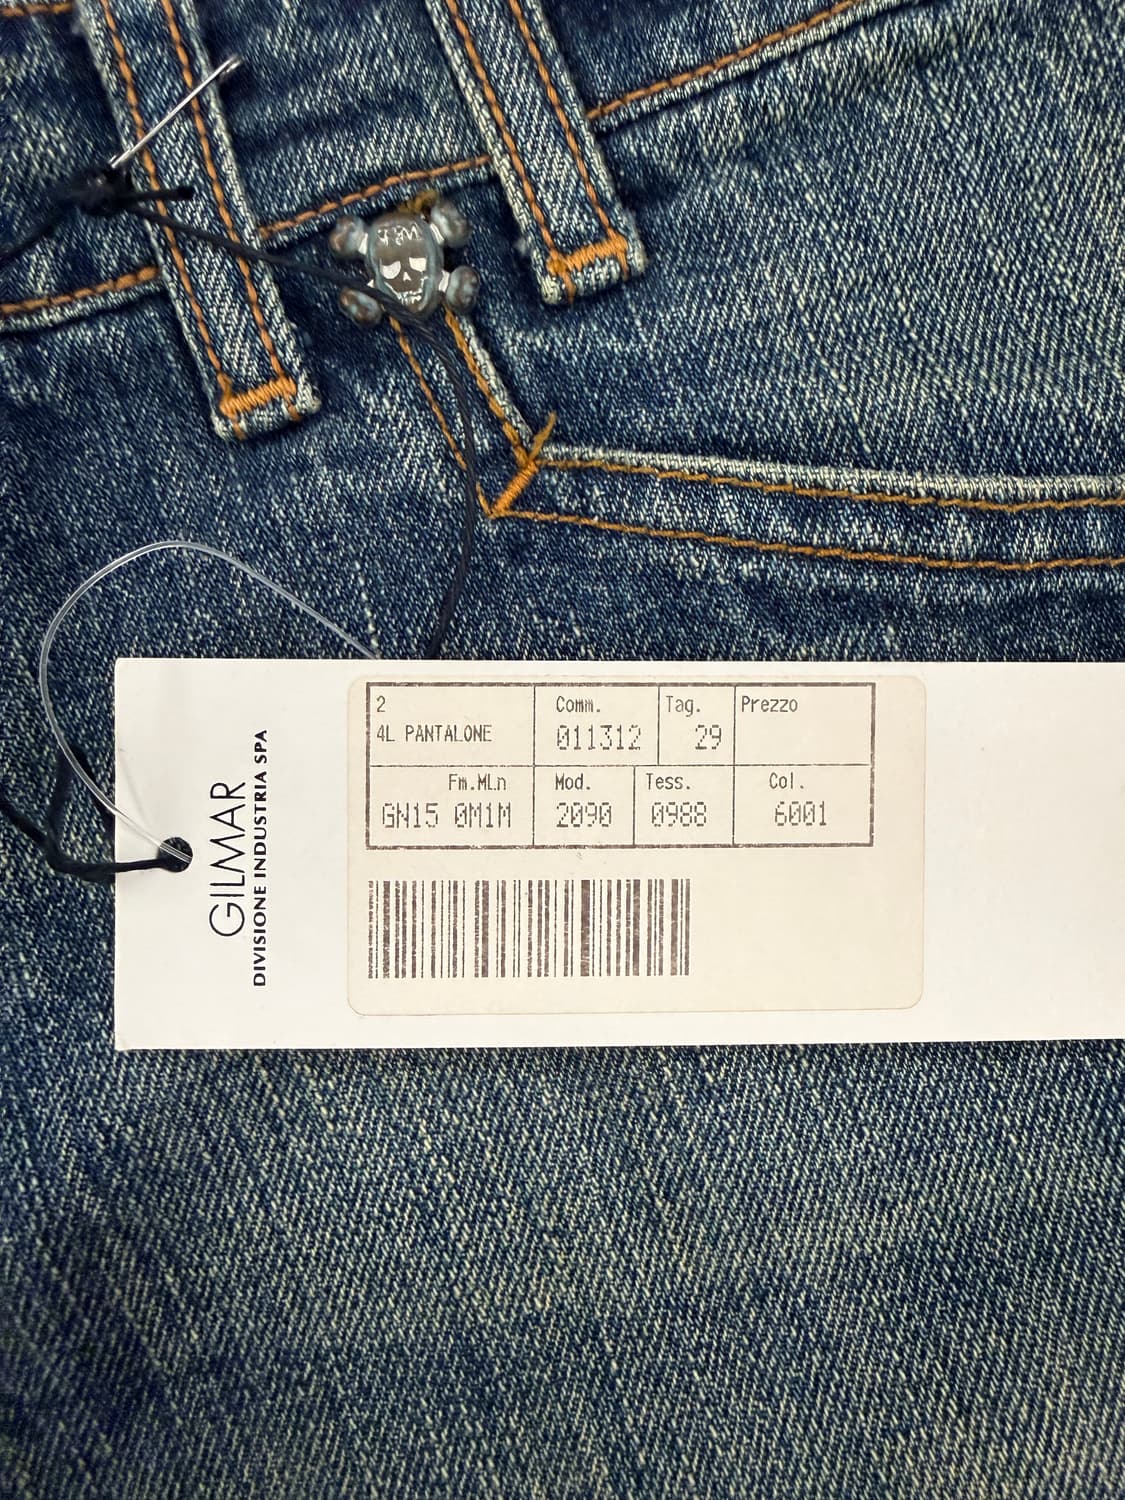 GILMAR
DIVISIONE INDUSTRIA SPA
2
4L PANTALONE
Comm.
011312
Tag.
29
Prezzo
Fm.MLn
GN15 0M1M
Mod.
2090
Tess.
0988
Col.
6001